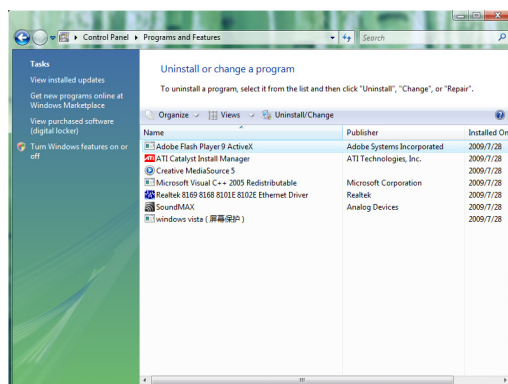 Control Panel ▸ Programs and Features
Search
Tasks
View installed updates
Get new programs online at
Windows Marketplace
View purchased software
(digital locker)
Turn Windows features on or
off
Uninstall or change a program
To uninstall a program, select it from the list and then click "Uninstall", "Change", or "Repair".
Organize Views Uninstall/Change
Name Publisher Installed On
Adobe Flash Player 9 ActiveX Adobe Systems Incorporated 2009/7/28
ATI Catalyst Install Manager ATI Technologies, Inc. 2009/7/28
Creative MediaSource 5 2009/7/28
Microsoft Visual C++ 2005 Redistributable Microsoft Corporation 2009/7/28
Realtek 8169 8168 8101E 8102E Ethernet Driver Realtek 2009/7/28
SoundMAX Analog Devices 2009/7/28
windows vista ( 屏幕保护 ) 2009/7/28